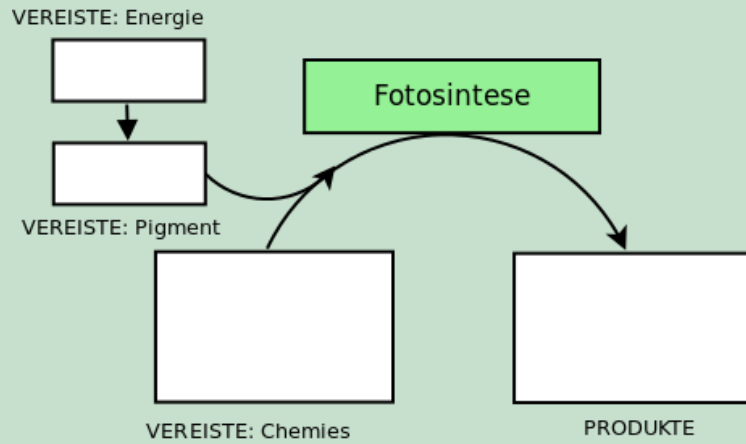 VEREISTE: Energie
Fotosintese
VEREISTE: Pigment
VEREISTE: Chemies
PRODUKTE